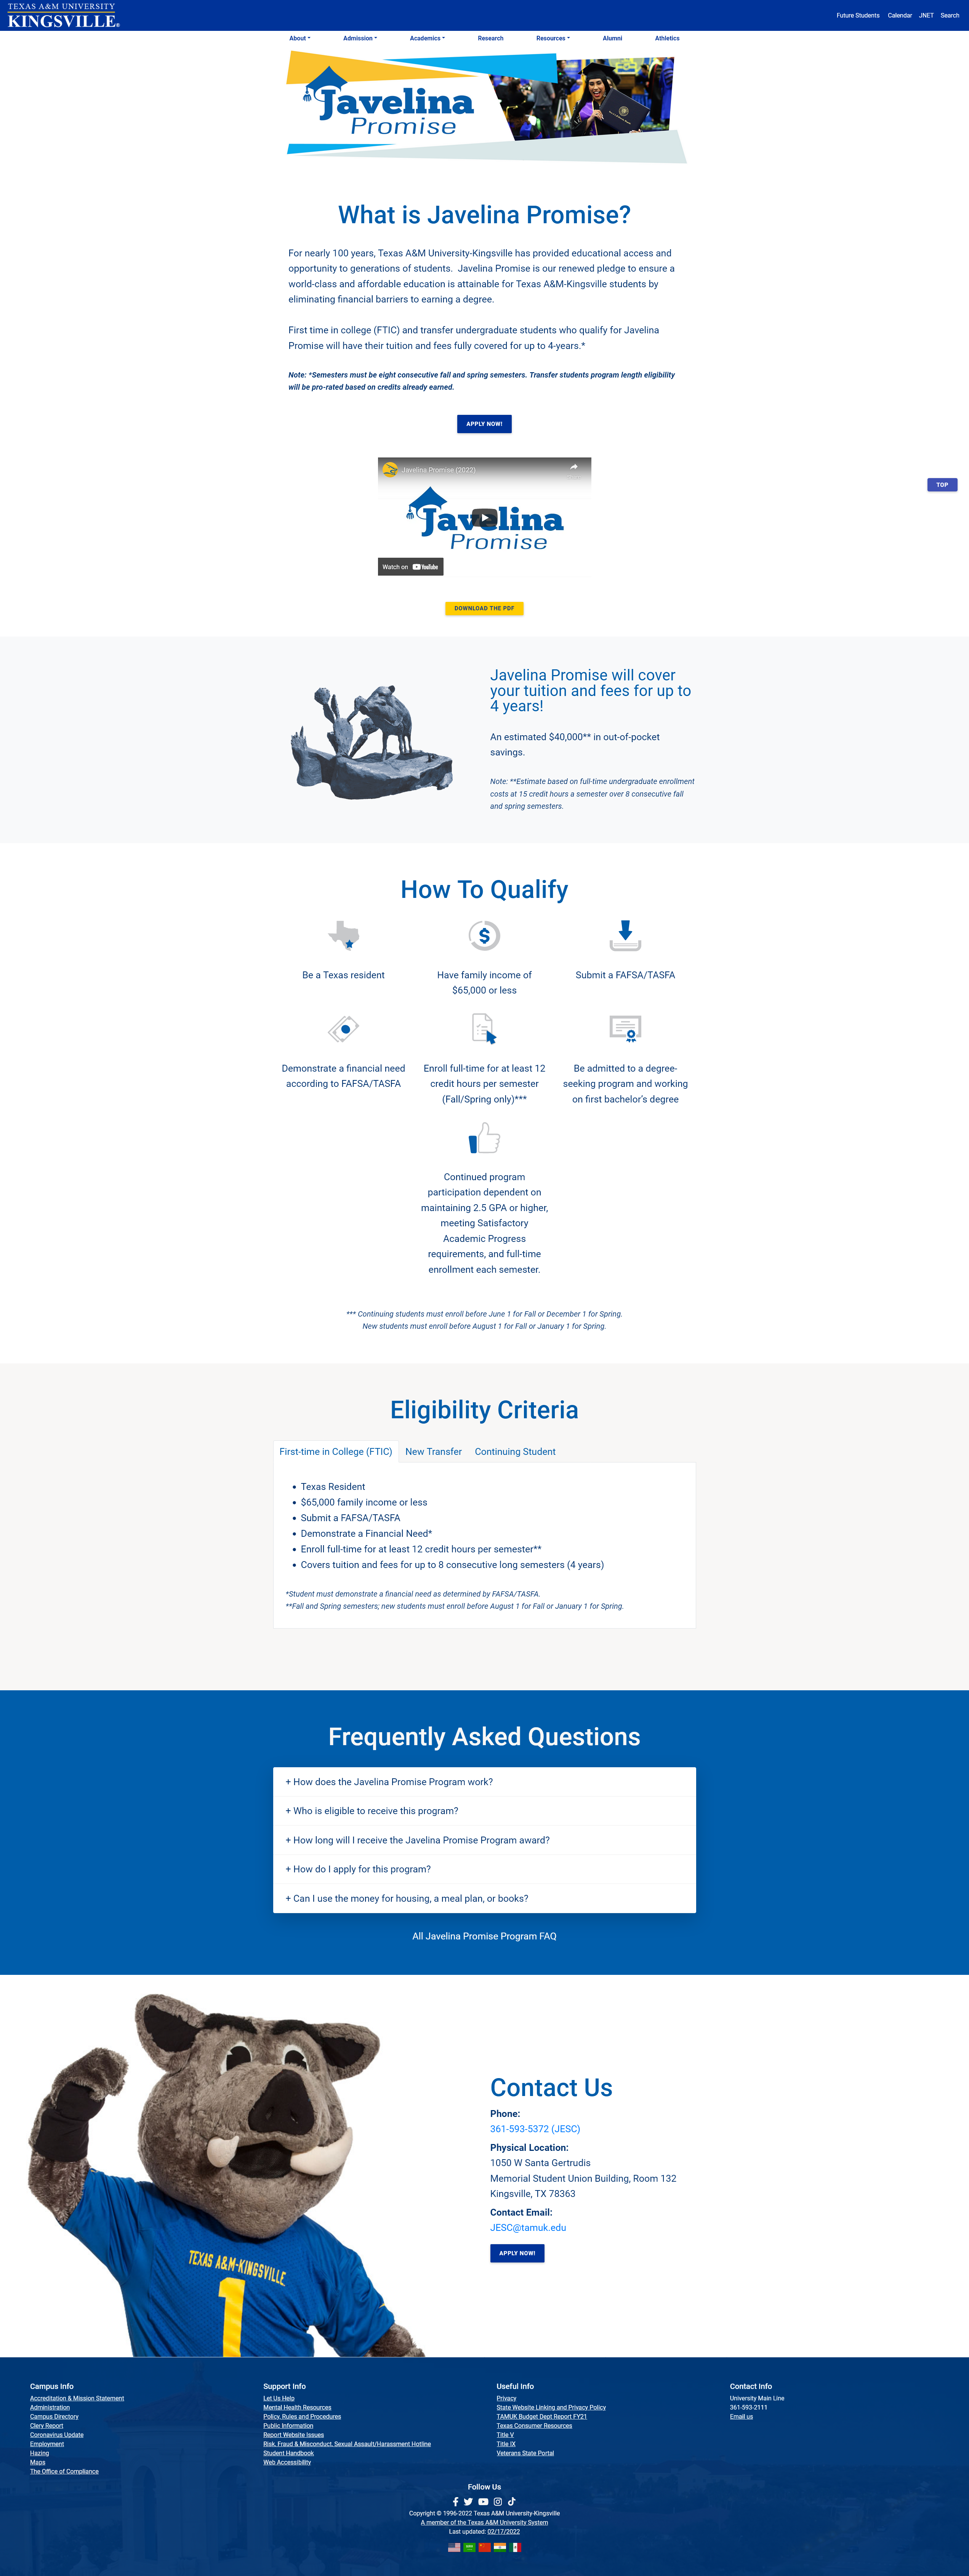 TEXAS A&M UNIVERSITY
KINGSVILLE®
Future Students Calendar JNET Search
About Admission Academics Research Resources Alumni Athletics
Javelina
Promise
What is Javelina Promise?
For nearly 100 years, Texas A&M University-Kingsville has provided educational access and
opportunity to generations of students. Javelina Promise is our renewed pledge to ensure a
world-class and affordable education is attainable for Texas A&M-Kingsville students by
eliminating financial barriers to earning a degree.
First time in college (FTIC) and transfer undergraduate students who qualify for Javelina
Promise will have their tuition and fees fully covered for up to 4-years.*
Note: *Semesters must be eight consecutive fall and spring semesters. Transfer students program length eligibility
will be pro-rated based on credits already earned.
APPLY NOW!
Javelina Promise (2022)
Javelina
Promise
Watch on YouTube
TOP
DOWNLOAD THE PDF
Javelina Promise will cover
your tuition and fees for up to
4 years!
An estimated $40,000** in out-of-pocket
savings.
Note: **Estimate based on full-time undergraduate enrollment
costs at 15 credit hours a semester over 8 consecutive fall
and spring semesters.
How To Qualify
Be a Texas resident
Have family income of
$65,000 or less
Submit a FAFSA/TASFA
Demonstrate a financial need
according to FAFSA/TASFA
Enroll full-time for at least 12
credit hours per semester
(Fall/Spring only)***
Be admitted to a degree-
seeking program and working
on first bachelor's degree
Continued program
participation dependent on
maintaining 2.5 GPA or higher,
meeting Satisfactory
Academic Progress
requirements, and full-time
enrollment each semester.
*** Continuing students must enroll before June 1 for Fall or December 1 for Spring.
New students must enroll before August 1 for Fall or January 1 for Spring.
Eligibility Criteria
First-time in College (FTIC) New Transfer Continuing Student
• Texas Resident
• $65,000 family income or less
• Submit a FAFSA/TASFA
• Demonstrate a Financial Need*
• Enroll full-time for at least 12 credit hours per semester**
• Covers tuition and fees for up to 8 consecutive long semesters (4 years)
*Student must demonstrate a financial need as determined by FAFSA/TASFA.
**Fall and Spring semesters; new students must enroll before August 1 for Fall or January 1 for Spring.
Frequently Asked Questions
+ How does the Javelina Promise Program work?
+ Who is eligible to receive this program?
+ How long will I receive the Javelina Promise Program award?
+ How do I apply for this program?
+ Can I use the money for housing, a meal plan, or books?
All Javelina Promise Program FAQ
TEXAS A&M-KINGSVILLE
1
Contact Us
Phone:
361-593-5372 (JESC)
Physical Location:
1050 W Santa Gertrudis
Memorial Student Union Building, Room 132
Kingsville, TX 78363
Contact Email:
JESC@tamuk.edu
APPLY NOW!
Campus Info
Accreditation & Mission Statement
Administration
Campus Directory
Clery Report
Coronavirus Update
Employment
Hazing
Maps
The Office of Compliance
Support Info
Let Us Help
Mental Health Resources
Policy, Rules and Procedures
Public Information
Report Website Issues
Risk, Fraud & Misconduct, Sexual Assault/Harassment Hotline
Student Handbook
Web Accessibility
Useful Info
Privacy
State Website Linking and Privacy Policy
TAMUK Budget Dept Report FY21
Texas Consumer Resources
Title V
Title IX
Veterans State Portal
Contact Info
University Main Line
361-593-2111
Email us
Follow Us
Copyright © 1996-2022 Texas A&M University-Kingsville
A member of the Texas A&M University System
Last updated: 02/17/2022